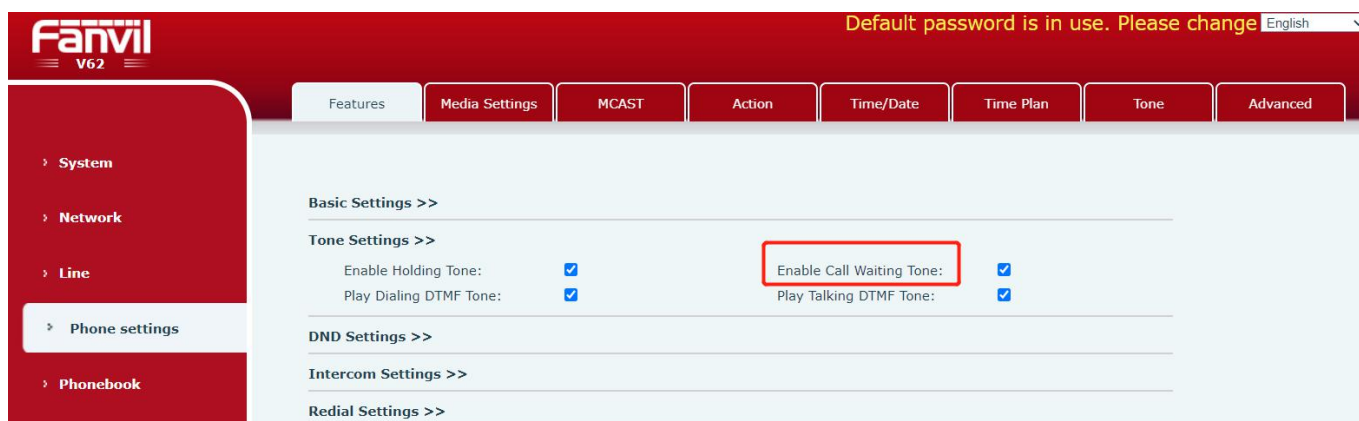 Fanvil
V62
Default password is in use. Please change English
Features Media Settings MCAST Action Time/Date Time Plan Tone Advanced
› System
› Network
› Line
› Phone settings
› Phonebook
Basic Settings >>
Tone Settings >>
Enable Holding Tone: Enable Call Waiting Tone:
Play Dialing DTMF Tone: Play Talking DTMF Tone:
DND Settings >>
Intercom Settings >>
Redial Settings >>